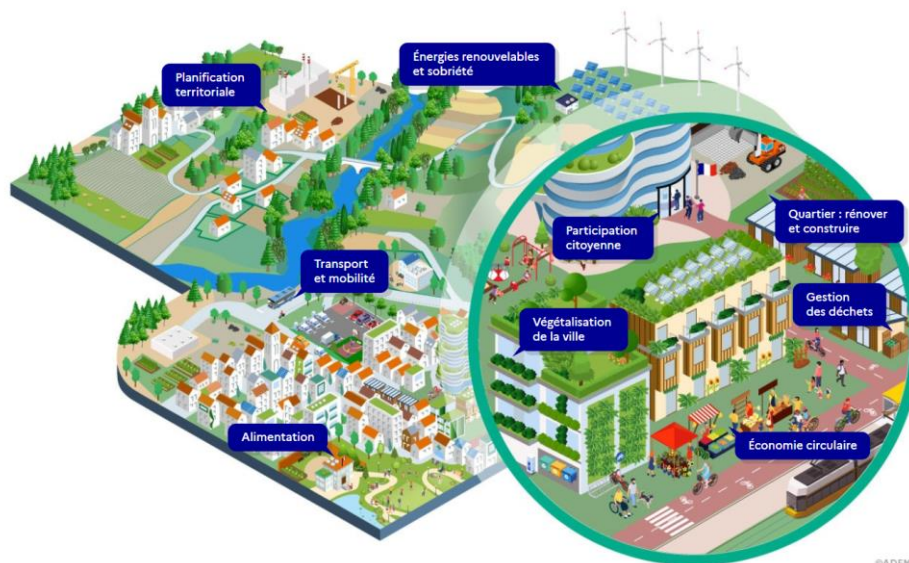 Énergies renouvelables
et sobriété
Planification
territoriale
Participation
citoyenne
Quartier : rénover
et construire
Transport
et mobilité
Gestion
des déchets
Végétalisation
de la ville
Alimentation
Économie circulaire